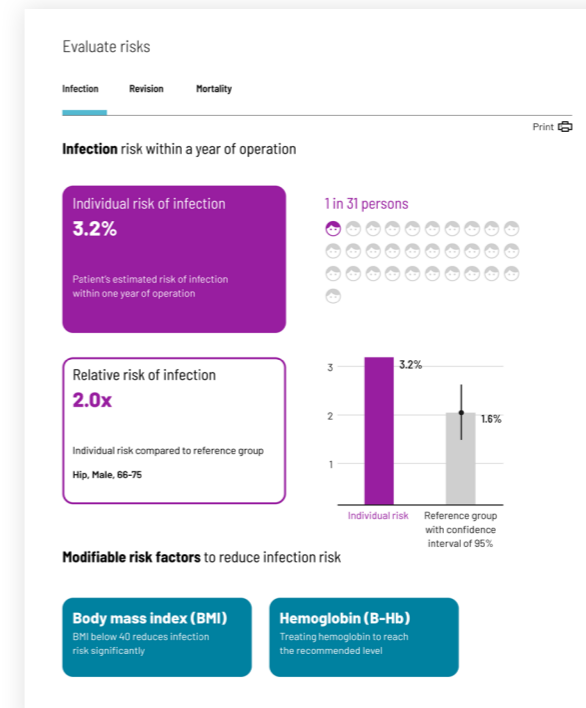 Evaluate risks
Infection Revision Mortality
Print
Infection risk within a year of operation
Individual risk of infection
3.2%
Patient's estimated risk of infection
within one year of operation
1 in 31 persons
Relative risk of infection
2.0x
Individual risk compared to reference group
Hip, Male, 66-75
3
3.2%
2
1.6%
1
Individual risk
Reference group
with confidence
interval of 95%
Modifiable risk factors to reduce infection risk
Body mass index (BMI)
BMI below 40 reduces infection
risk significantly
Hemoglobin (B-Hb)
Treating hemoglobin to reach
the recommended level